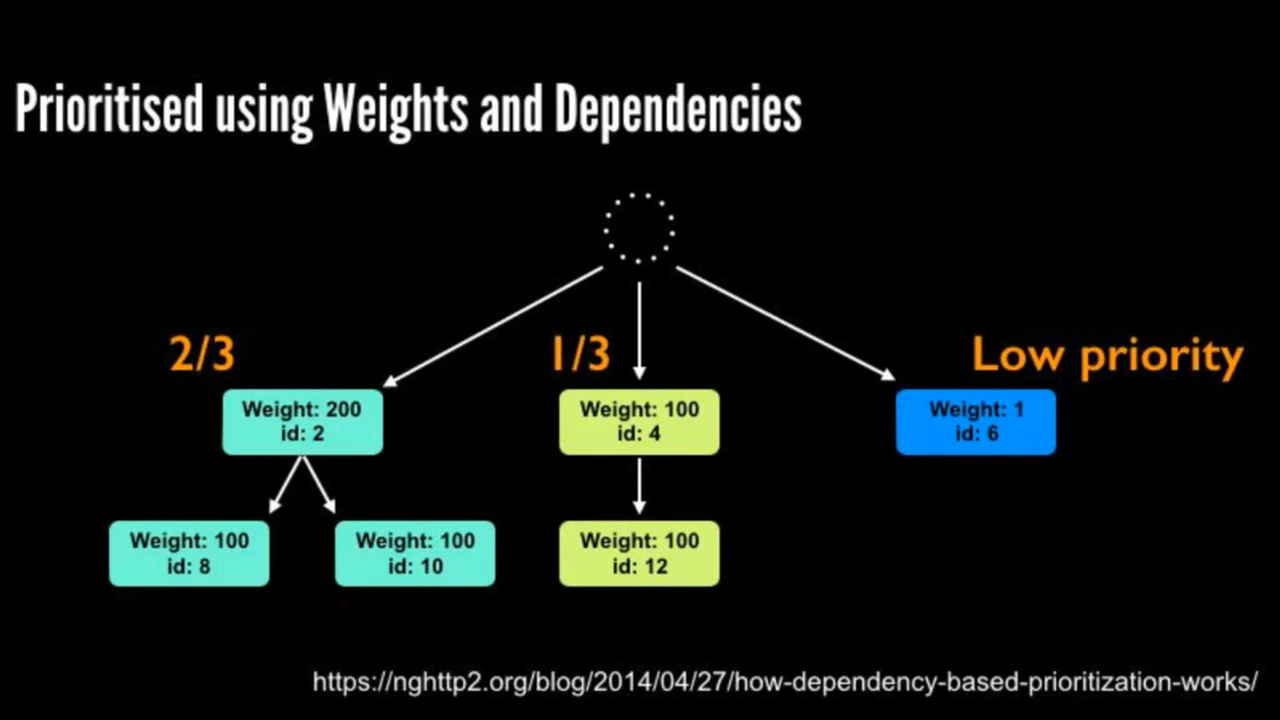 Prioritised using Weights and Dependencies
2/3
1/3
Low priority
Weight: 200
id: 2
Weight: 100
id: 4
Weight: 1
id: 6
Weight: 100
id: 8
Weight: 100
id: 10
Weight: 100
id: 12
https://nghttp2.org/blog/2014/04/27/how-dependency-based-prioritization-works/